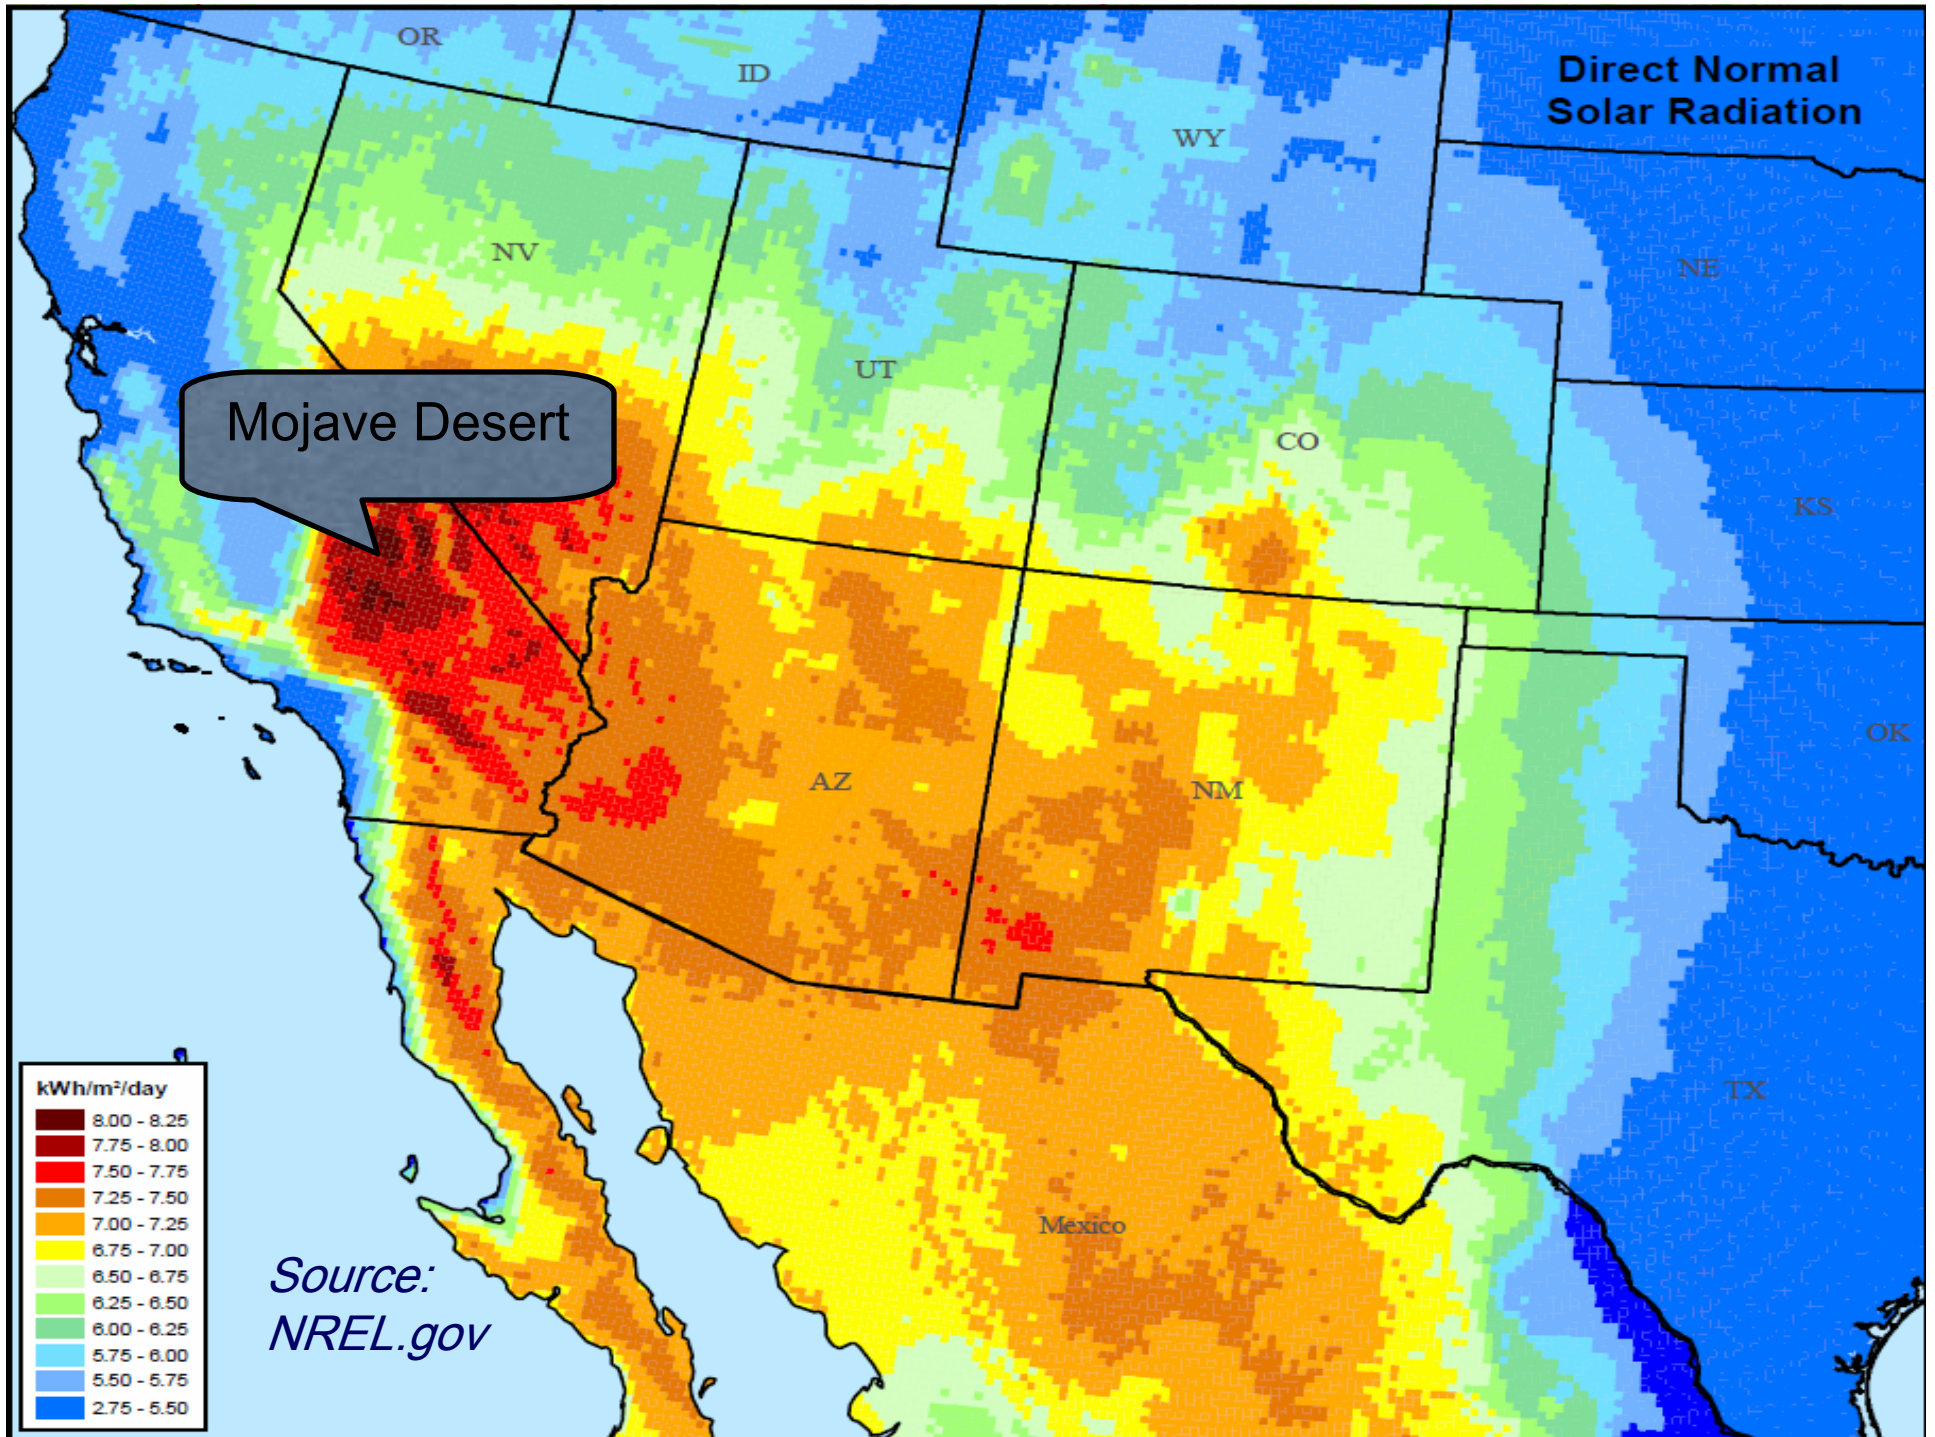 OR
ID
Direct Normal
Solar Radiation
WY
NV
NE
UT
Mojave Desert
CO
KS
OK
AZ
NM
TX
kWh/m²/day
8.00 - 8.25
7.75 - 8.00
7.50 - 7.75
7.25 - 7.50
7.00 - 7.25
6.75 - 7.00
6.50 - 6.75
6.25 - 6.50
6.00 - 6.25
5.75 - 6.00
5.50 - 5.75
2.75 - 5.50
Mexico
Source:
NREL.gov